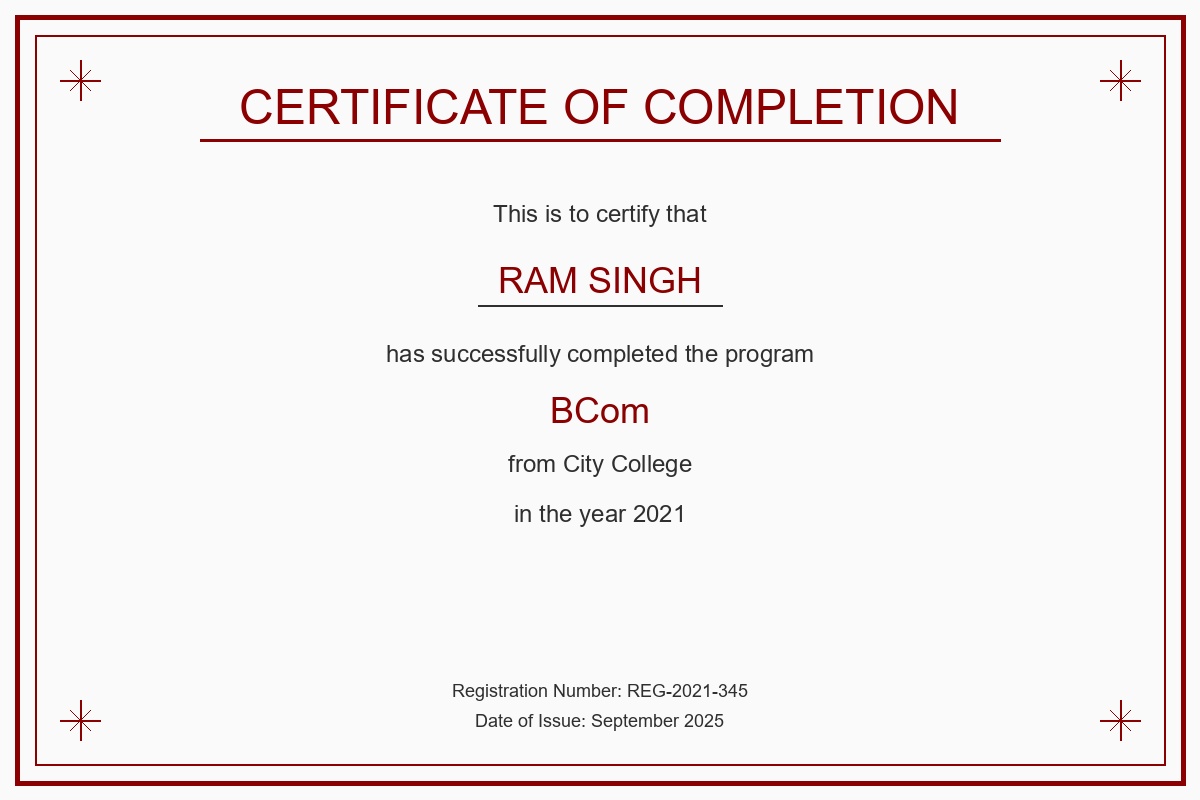 CERTIFICATE OF COMPLETION
This is to certify that
RAM SINGH
has successfully completed the program
BCom
from City College
in the year 2021
Registration Number: REG-2021-345
Date of Issue: September 2025